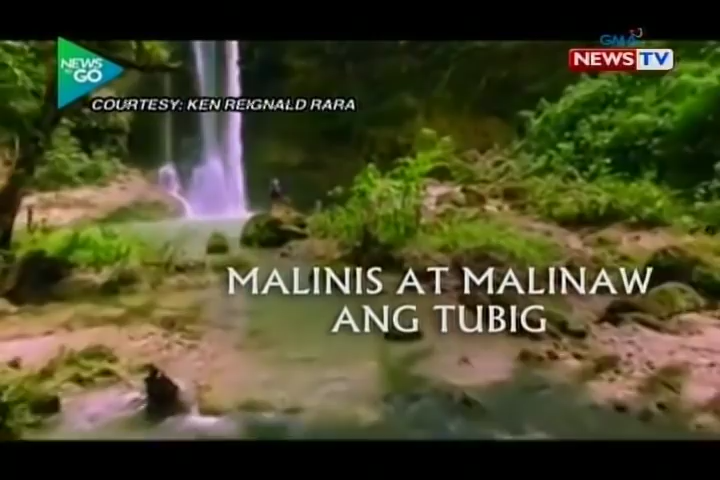 NEWS
TO GO
GMA
NEWS TV
COURTESY: KEN REIGNALD RARA
MALINIS AT MALINAW
ANG TUBIG